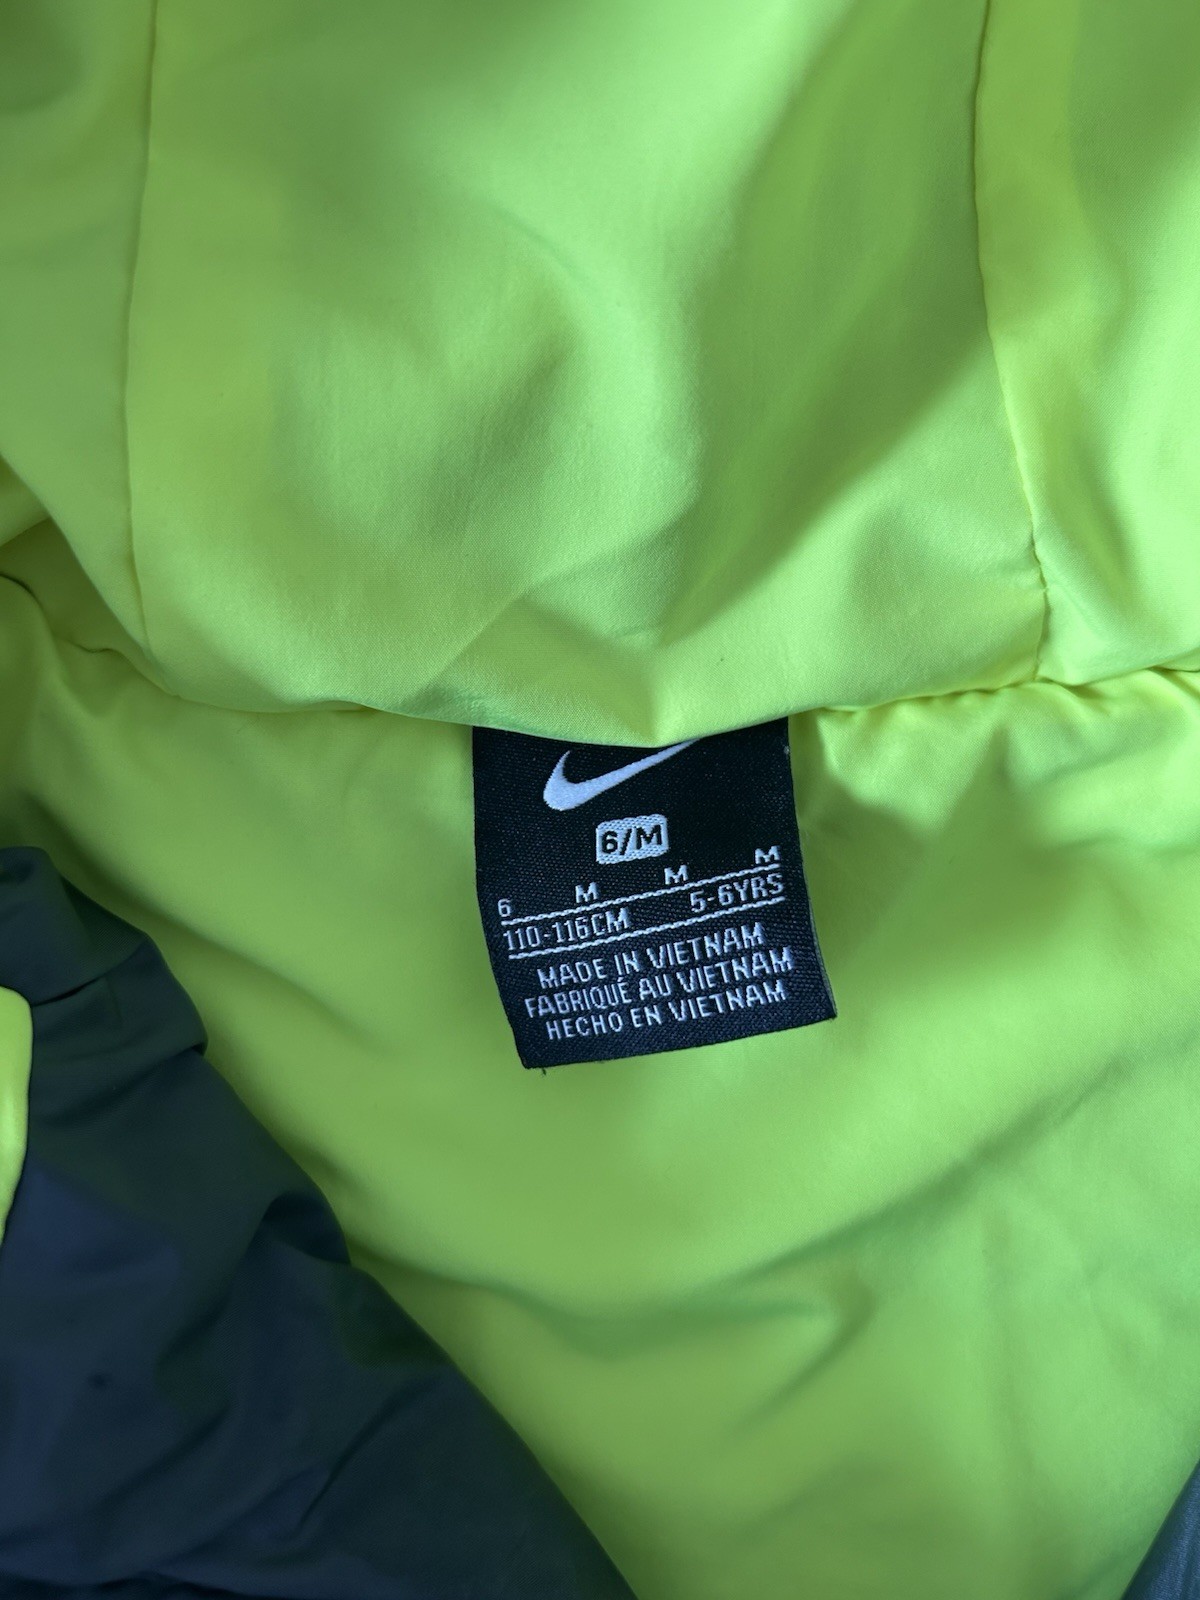 6/M
6 M M M
110-116CM 5-6YRS
MADE IN VIETNAM
FABRIQUÉ AU VIETNAM
HECHO EN VIETNAM